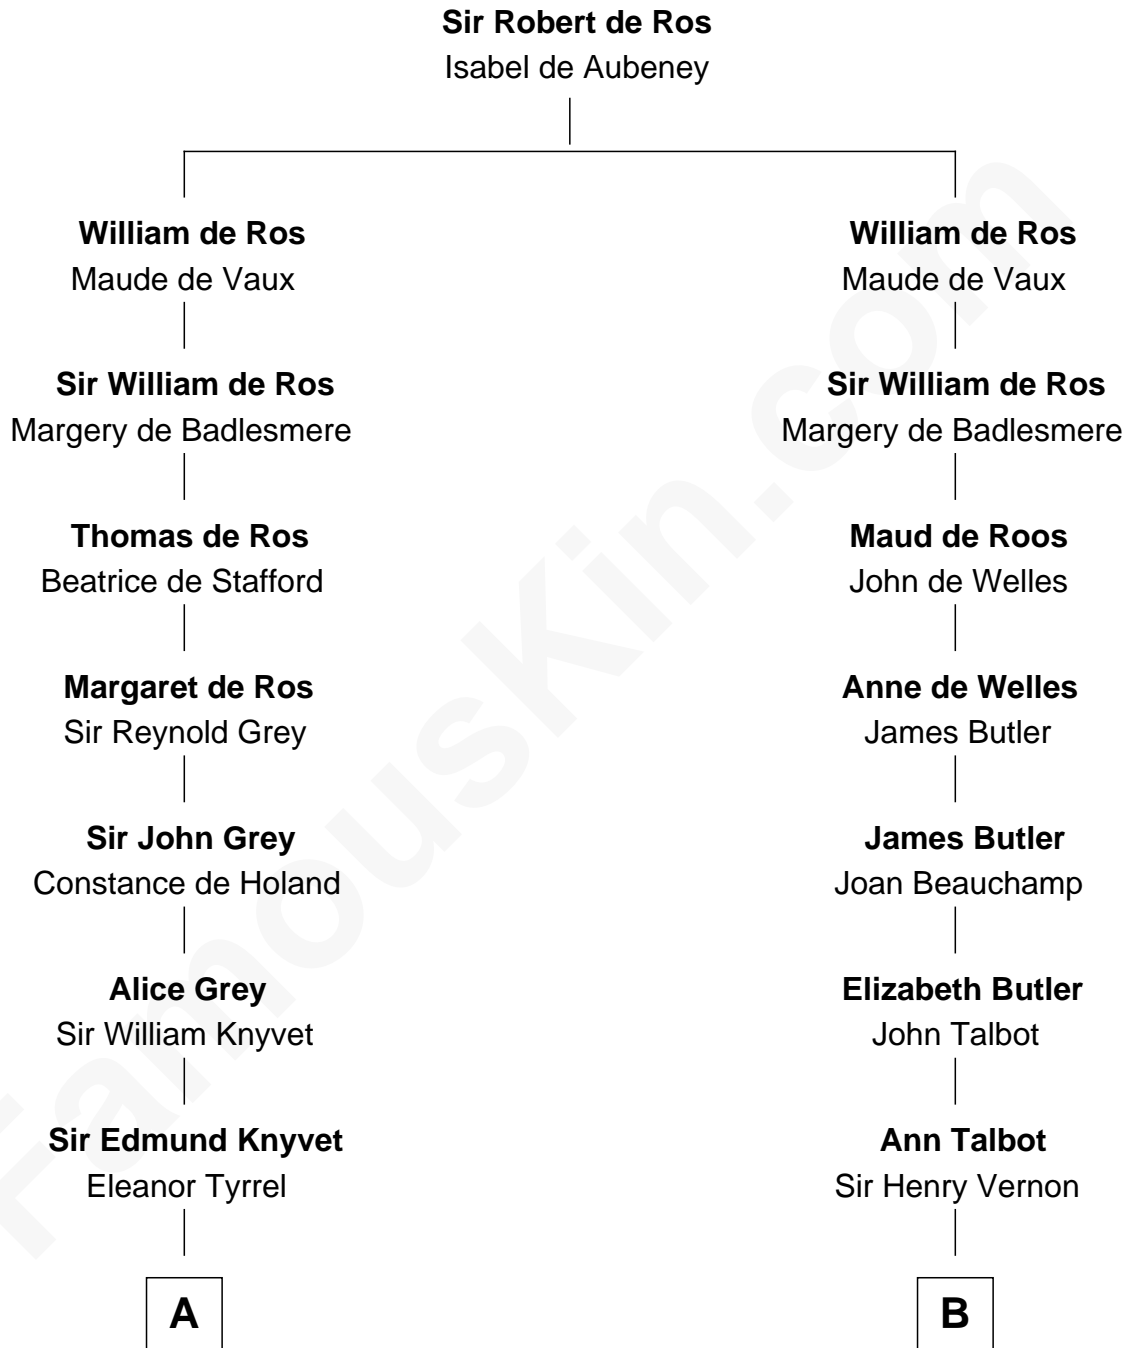 Sir Robert de Ros
Isabel de Aubeney
William de Ros
Maude de Vaux
Sir William de Ros
Margery de Badlesmere
Thomas de Ros
Beatrice de Stafford
Margaret de Ros
Sir Reynold Grey
Sir John Grey
Constance de Holand
Alice Grey
Sir William Knyvet
Sir Edmund Knyvet
Eleanor Tyrrel
A
William de Ros
Maude de Vaux
Sir William de Ros
Margery de Badlesmere
Maud de Roos
John de Welles
Anne de Welles
James Butler
James Butler
Joan Beauchamp
Elizabeth Butler
John Talbot
Ann Talbot
Sir Henry Vernon
B
FamousKin.com